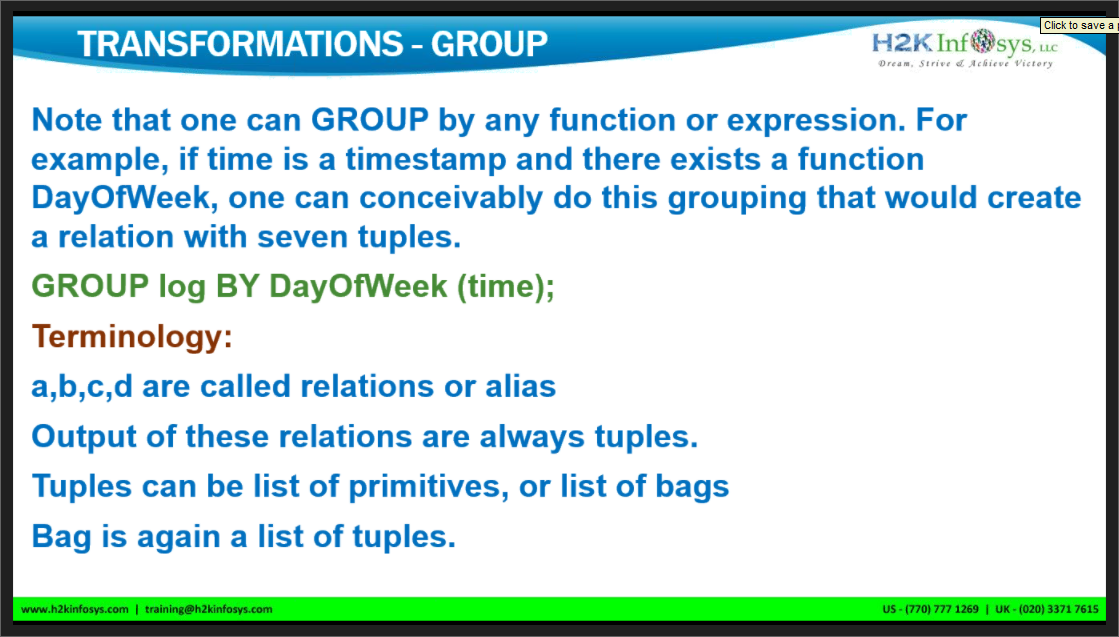 TRANSFORMATIONS - GROUP
Click to save a p
H2K Infosys, LLC
Dream, Strive & Achieve Victory
Note that one can GROUP by any function or expression. For
example, if time is a timestamp and there exists a function
DayOfWeek, one can conceivably do this grouping that would create
a relation with seven tuples.
GROUP log BY DayOfWeek (time);
Terminology:
a,b,c,d are called relations or alias
Output of these relations are always tuples.
Tuples can be list of primitives, or list of bags
Bag is again a list of tuples.
www.h2kinfosys.com | training@h2kinfosys.com
US - (770) 777 1269 | UK - (020) 3371 7615